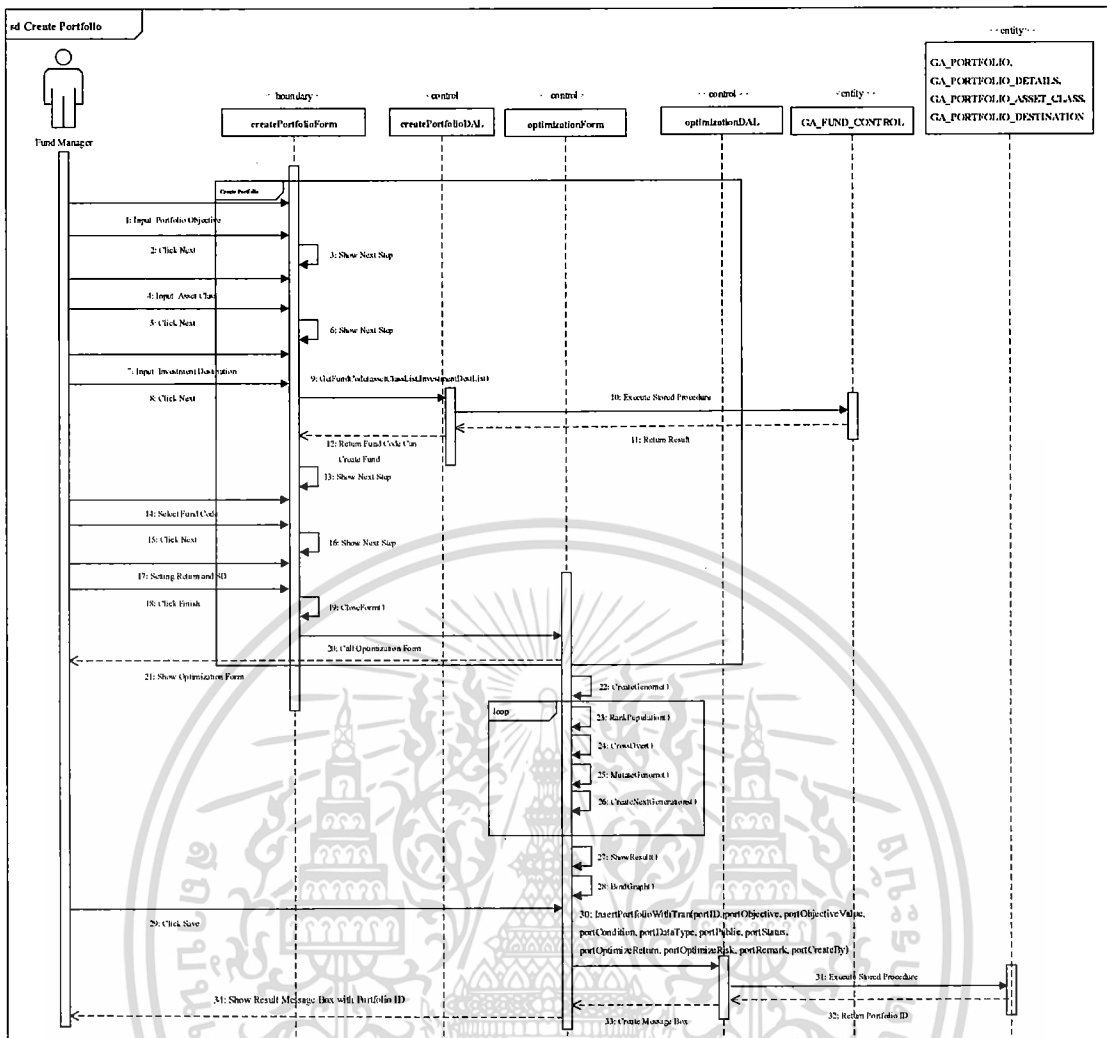 sd Create Portfolio
- - entity - -
GA_PORTFOLIO,
GA_PORTFOLIO_DETAILS,
GA_PORTFOLIO_ASSET_CLASS,
GA_PORTFOLIO_DESTINATION
- - boundary - -
createPortfolioForm
- - control
createPortfolioDAL
- - control
optimizationForm
- - control - -
optimizationDAL
- - entity - -
GA_FUND_CONTROL
Fund Manager
Create Portfolio
1: Input Portfolio Objective
2: Click Next
3: Show Next Step
4: Input Asset Class
5: Click Next
6: Show Next Step
7: Input Investment Destination
8: Click Next
9: GetFundCode(assetClassList,InvestmentDestList)
10: Execute Stored Procedure
11: Return Result
12: Return Fund Code Can
Create Fund
13: Show Next Step
14: Select Fund Code
15: Click Next
16: Show Next Step
17: Setting Return and SD
18: Click Finish
19: CloseForm()
20: Call Optimization Form
21: Show Optimization Form
22: CreateGenome()
loop
23: RankPopulation()
24: CrossOver()
25: MutateGenome()
26: CreateNextGenerations()
27: ShowResult()
28: BindGraph()
29: Click Save
30: InsertPortfolioWithTran(portID,portObjective, portObjectiveValue,
portCondition, portDataType, portPublic, portStatus,
portOptimizeReturn, portOptimizeRisk, portRemark, portCreateBy)
31: Execute Stored Procedure
32: Return Portfolio ID
33: Create Message Box
34: Show Result Message Box with Portfolio ID